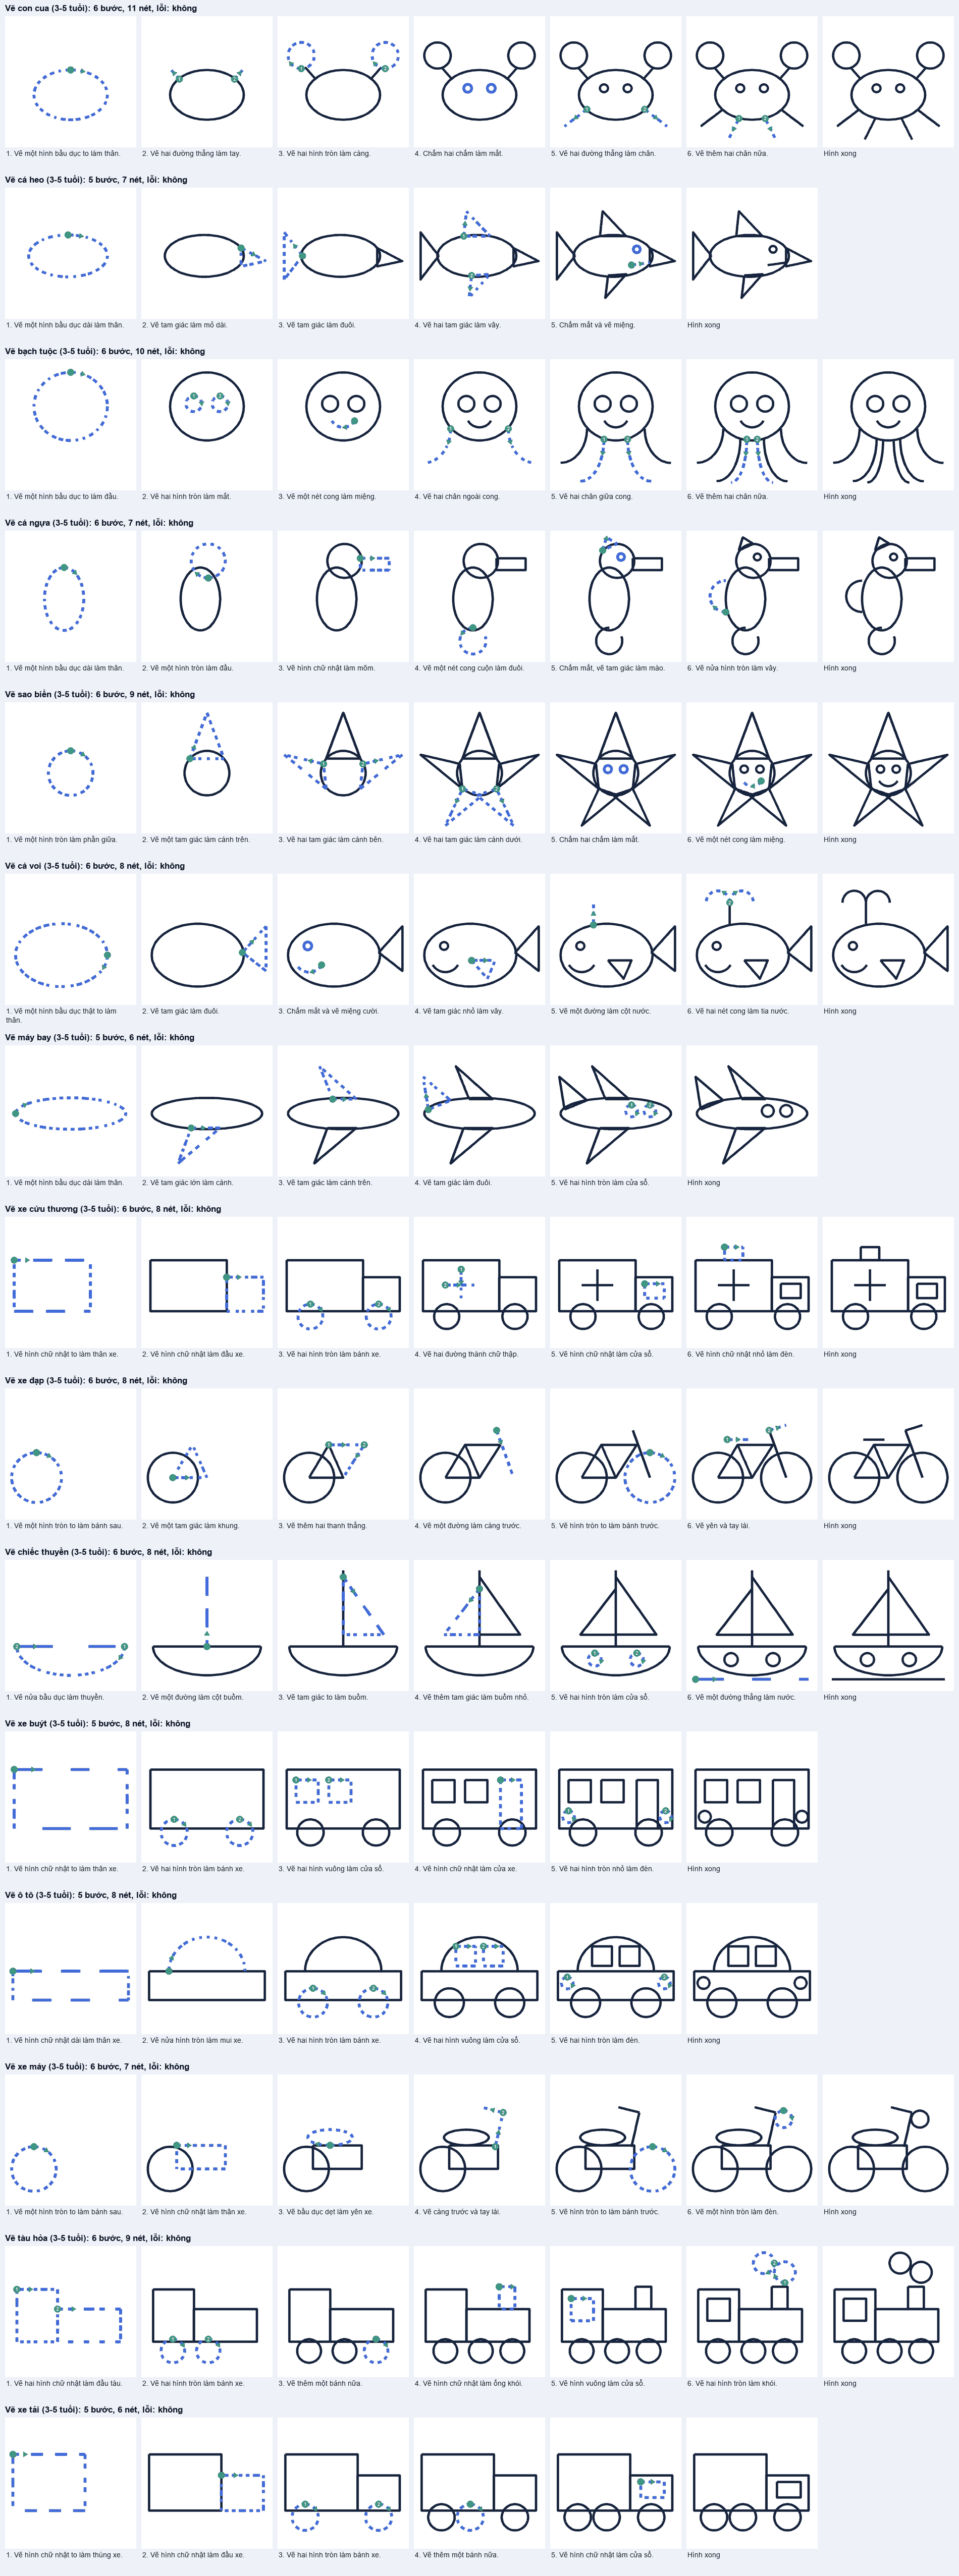 Vẽ con cua (3-5 tuổi): 6 bước, 11 nét, lỗi: không
1. Vẽ một hình bầu dục to làm thân.
2. Vẽ hai đường thẳng làm tay.
3. Vẽ hai hình tròn làm càng.
4. Chấm hai chấm làm mắt.
5. Vẽ hai đường thẳng làm chân.
6. Vẽ thêm hai chân nữa.
Hình xong
Vẽ cá heo (3-5 tuổi): 5 bước, 7 nét, lỗi: không
1. Vẽ một hình bầu dục dài làm thân.
2. Vẽ tam giác làm mỏ dài.
3. Vẽ tam giác làm đuôi.
4. Vẽ hai tam giác làm vây.
5. Chấm mắt và vẽ miệng.
Hình xong
Vẽ bạch tuộc (3-5 tuổi): 6 bước, 10 nét, lỗi: không
1. Vẽ một hình bầu dục to làm đầu.
2. Vẽ hai hình tròn làm mắt.
3. Vẽ một nét cong làm miệng.
4. Vẽ hai chân ngoài cong.
5. Vẽ hai chân giữa cong.
6. Vẽ thêm hai chân nữa.
Hình xong
Vẽ cá ngựa (3-5 tuổi): 6 bước, 7 nét, lỗi: không
1. Vẽ một hình bầu dục dài làm thân.
2. Vẽ một hình tròn làm đầu.
3. Vẽ hình chữ nhật làm mõm.
4. Vẽ một nét cong cuộn làm đuôi.
5. Chấm mắt, vẽ tam giác làm mào.
6. Vẽ nửa hình tròn làm vây.
Hình xong
Vẽ sao biển (3-5 tuổi): 6 bước, 9 nét, lỗi: không
1. Vẽ một hình tròn làm phần giữa.
2. Vẽ một tam giác làm cánh trên.
3. Vẽ hai tam giác làm cánh bên.
4. Vẽ hai tam giác làm cánh dưới.
5. Chấm hai chấm làm mắt.
6. Vẽ một nét cong làm miệng.
Hình xong
Vẽ cá voi (3-5 tuổi): 6 bước, 8 nét, lỗi: không
1. Vẽ một hình bầu dục thật to làm
thân.
2. Vẽ tam giác làm đuôi.
3. Chấm mắt và vẽ miệng cười.
4. Vẽ tam giác nhỏ làm vây.
5. Vẽ một đường làm cột nước.
6. Vẽ hai nét cong làm tia nước.
Hình xong
Vẽ máy bay (3-5 tuổi): 5 bước, 6 nét, lỗi: không
1. Vẽ một hình bầu dục dài làm thân.
2. Vẽ tam giác lớn làm cánh.
3. Vẽ tam giác làm cánh trên.
4. Vẽ tam giác làm đuôi.
5. Vẽ hai hình tròn làm cửa sổ.
Hình xong
Vẽ xe cứu thương (3-5 tuổi): 6 bước, 8 nét, lỗi: không
1. Vẽ hình chữ nhật to làm thân xe.
2. Vẽ hình chữ nhật làm đầu xe.
3. Vẽ hai hình tròn làm bánh xe.
4. Vẽ hai đường thành chữ thập.
5. Vẽ hình chữ nhật làm cửa sổ.
6. Vẽ hình chữ nhật nhỏ làm đèn.
Hình xong
Vẽ xe đạp (3-5 tuổi): 6 bước, 8 nét, lỗi: không
1. Vẽ một hình tròn to làm bánh sau.
2. Vẽ một tam giác làm khung.
3. Vẽ thêm hai thanh thẳng.
4. Vẽ một đường làm càng trước.
5. Vẽ hình tròn to làm bánh trước.
6. Vẽ yên và tay lái.
Hình xong
Vẽ chiếc thuyền (3-5 tuổi): 6 bước, 8 nét, lỗi: không
1. Vẽ nửa bầu dục làm thuyền.
2. Vẽ một đường làm cột buồm.
3. Vẽ tam giác to làm buồm.
4. Vẽ thêm tam giác làm buồm nhỏ.
5. Vẽ hai hình tròn làm cửa sổ.
6. Vẽ một đường thẳng làm nước.
Hình xong
Vẽ xe buýt (3-5 tuổi): 5 bước, 8 nét, lỗi: không
1. Vẽ hình chữ nhật to làm thân xe.
2. Vẽ hai hình tròn làm bánh xe.
3. Vẽ hai hình vuông làm cửa sổ.
4. Vẽ hình chữ nhật làm cửa xe.
5. Vẽ hai hình tròn nhỏ làm đèn.
Hình xong
Vẽ ô tô (3-5 tuổi): 5 bước, 8 nét, lỗi: không
1. Vẽ hình chữ nhật dài làm thân xe.
2. Vẽ nửa hình tròn làm mui xe.
3. Vẽ hai hình tròn làm bánh xe.
4. Vẽ hai hình vuông làm cửa sổ.
5. Vẽ hai hình tròn làm đèn.
Hình xong
Vẽ xe máy (3-5 tuổi): 6 bước, 7 nét, lỗi: không
1. Vẽ một hình tròn to làm bánh sau.
2. Vẽ hình chữ nhật làm thân xe.
3. Vẽ bầu dục dẹt làm yên xe.
4. Vẽ càng trước và tay lái.
5. Vẽ hình tròn to làm bánh trước.
6. Vẽ một hình tròn làm đèn.
Hình xong
Vẽ tàu hỏa (3-5 tuổi): 6 bước, 9 nét, lỗi: không
1. Vẽ hai hình chữ nhật làm đầu tàu.
2. Vẽ hai hình tròn làm bánh xe.
3. Vẽ thêm một bánh nữa.
4. Vẽ hình chữ nhật làm ống khói.
5. Vẽ hình vuông làm cửa sổ.
6. Vẽ hai hình tròn làm khói.
Hình xong
Vẽ xe tải (3-5 tuổi): 5 bước, 6 nét, lỗi: không
1. Vẽ hình chữ nhật to làm thùng xe.
2. Vẽ hình chữ nhật làm đầu xe.
3. Vẽ hai hình tròn làm bánh xe.
4. Vẽ thêm một bánh nữa.
5. Vẽ hình chữ nhật làm cửa sổ.
Hình xong